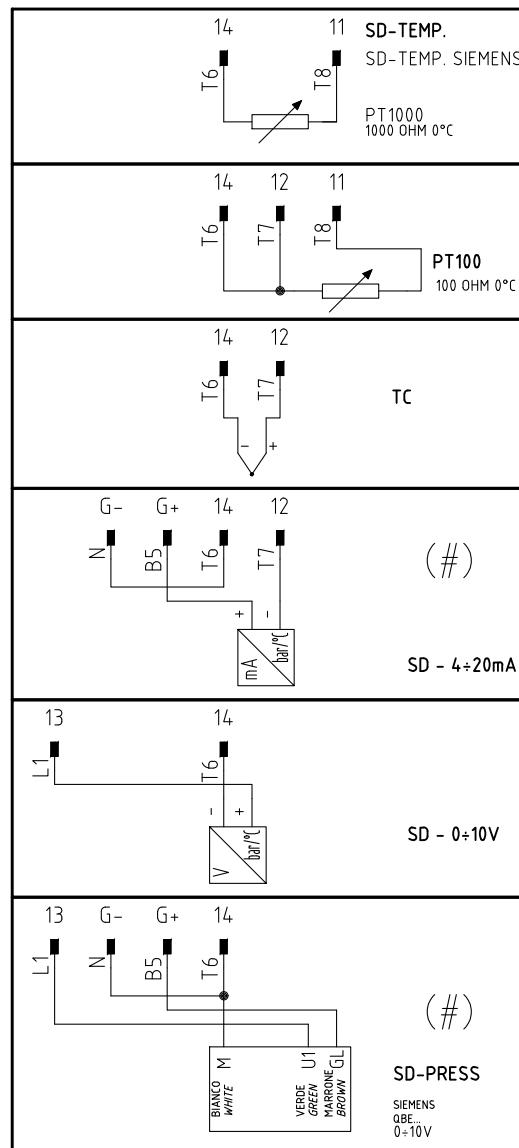 14 11 SD-TEMP.
SD-TEMP. SIEMENS
T6 T8
PT1000
1000 OHM 0°C
14 12 11
T6 T7 T8
PT100
100 OHM 0°C
14 12
T6 T7
TC
- +
G- G+ 14 12
N B5 T6 T7
(#)
+ -
mA bar/°C
SD - 4÷20mA
13 14
L1 T6
- +
V bar/°C
SD - 0÷10V
13 G- G+ 14
L1 N B5 T6
(#)
M U1 GL
BIANCO
WHITE
VERDE
GREEN
MARRONE
BROWN
SD-PRESS
SIEMENS
QBE...
0÷10V